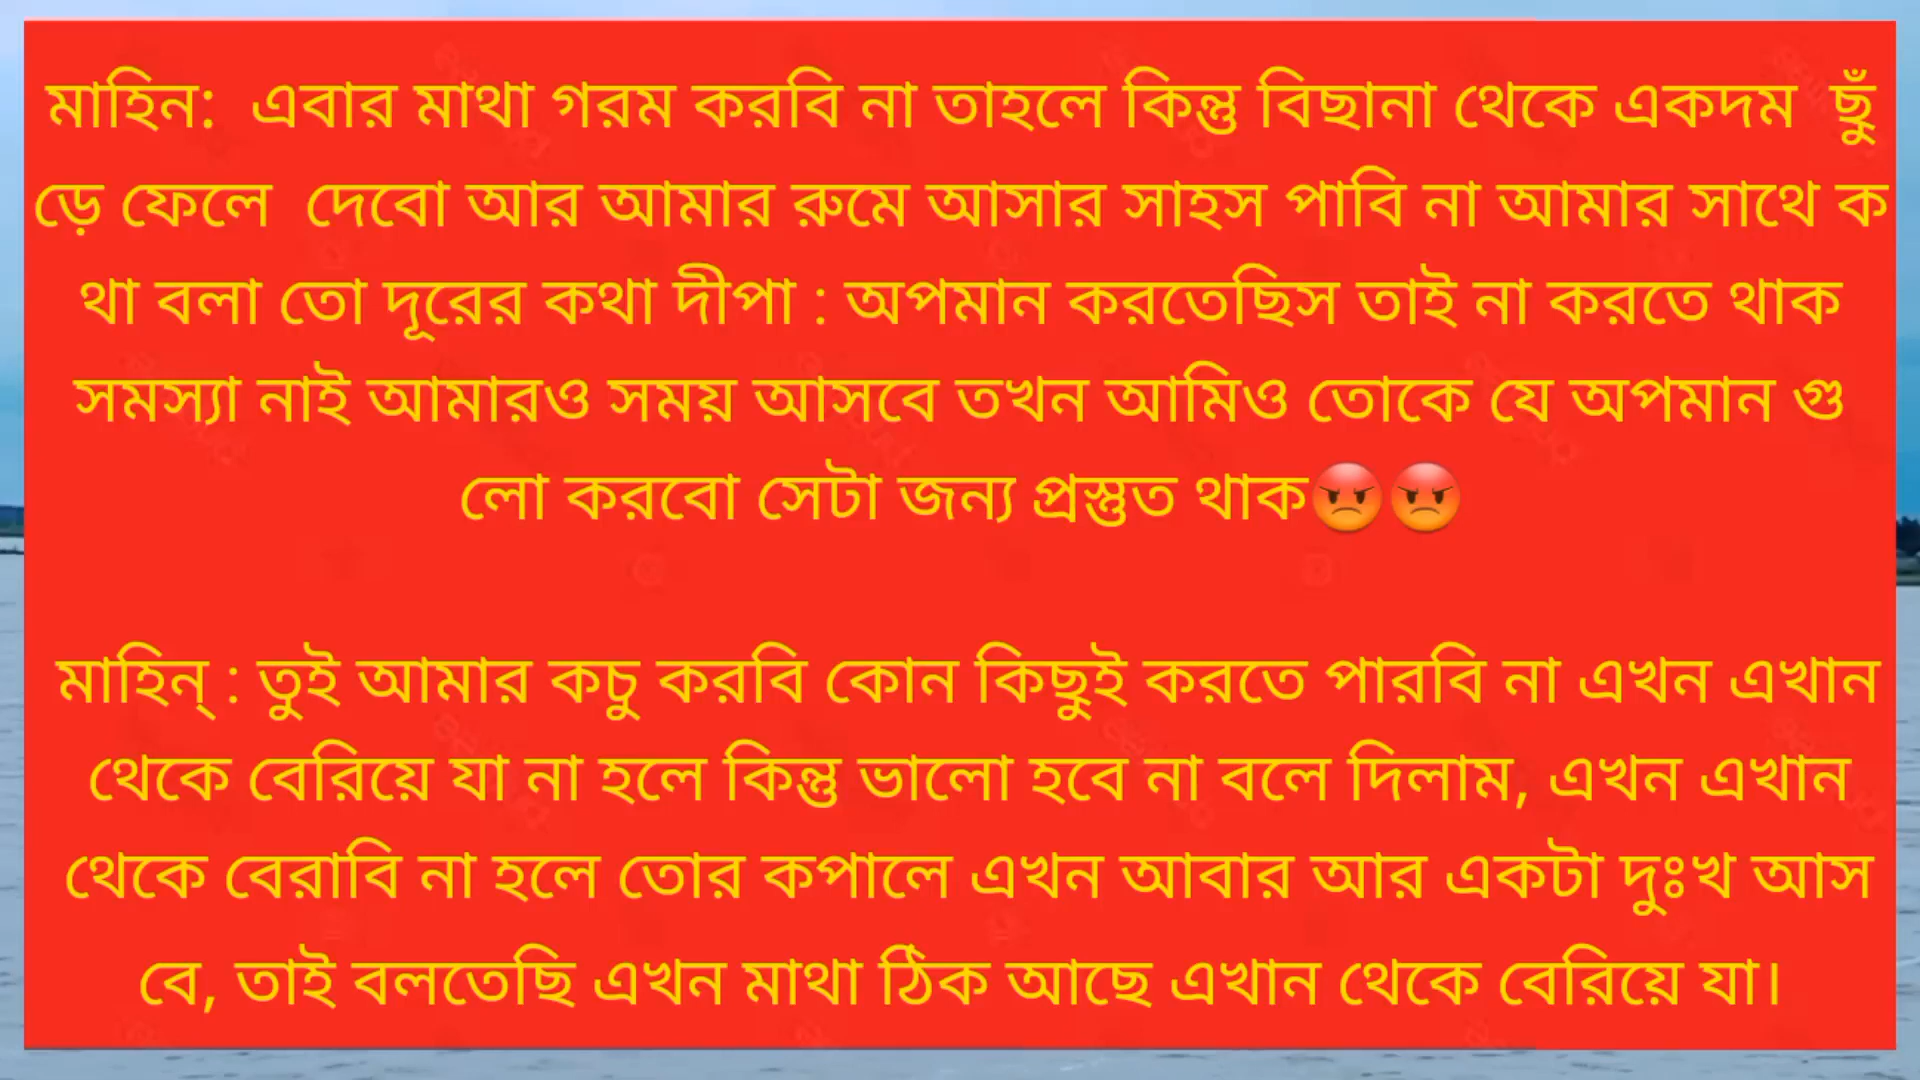 মাহিন: এবার মাথা গরম করবি না তাহলে কিন্তু বিছানা থেকে একদম ছুঁ
ড়ে ফেলে দেবো আর আমার রুমে আসার সাহস পাবি না আমার সাথে ক
থা বলা তো দূরের কথা দীপা : অপমান করতেছিস তাই না করতে থাক
সমস্যা নাই আমারও সময় আসবে তখন আমিও তোকে যে অপমান গু
লো করবো সেটা জন্য প্রস্তুত থাক😡😡
মাহিন্ : তুই আমার কচু করবি কোন কিছুই করতে পারবি না এখন এখান
থেকে বেরিয়ে যা না হলে কিন্তু ভালো হবে না বলে দিলাম, এখন এখান
থেকে বেরাবি না হলে তোর কপালে এখন আবার আর একটা দুঃখ আস
বে, তাই বলতেছি এখন মাথা ঠিক আছে এখান থেকে বেরিয়ে যা।